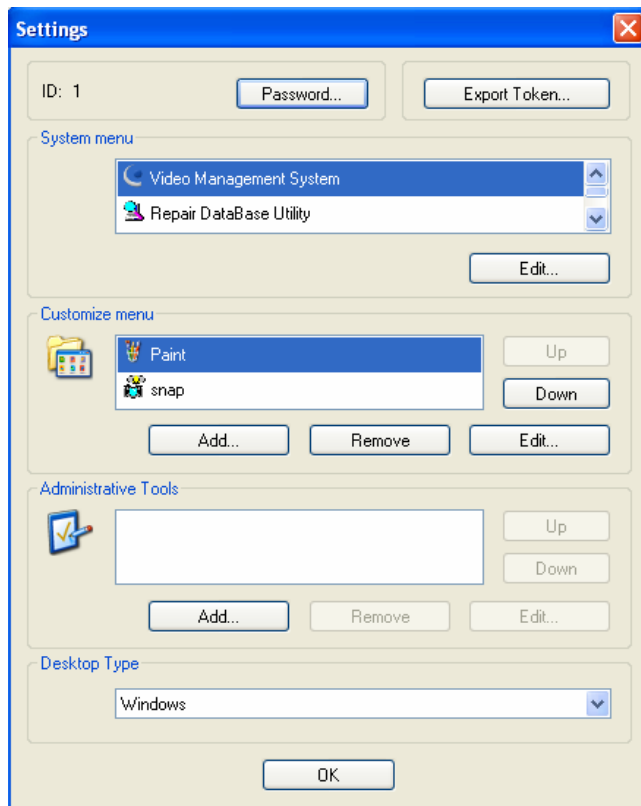 Settings
ID: 1
Password...
Export Token...
System menu
Video Management System
Repair DataBase Utility
Edit...
Customize menu
Paint
Up
snap
Down
Add...
Remove
Edit...
Administrative Tools
Up
Down
Add...
Remove
Edit...
Desktop Type
Windows
OK